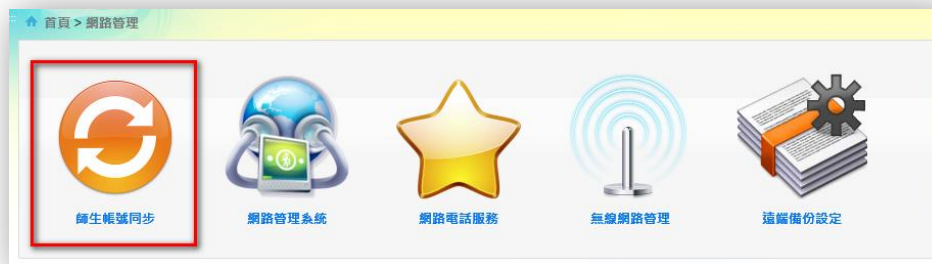 首頁 > 網路管理
師生帳號同步
網路管理系統
網路電話服務
無線網路管理
遠端備份設定